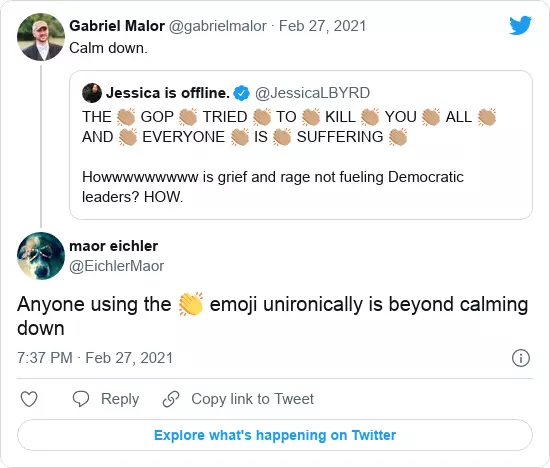 Gabriel Malor @gabrielmalor · Feb 27, 2021
Calm down.
Jessica is offline. @JessicaLBYRD
THE 👏🏽 GOP 👏🏽 TRIED 👏🏽 TO 👏🏽 KILL 👏🏽 YOU 👏🏽 ALL 👏🏽
AND 👏🏽 EVERYONE 👏🏽 IS 👏🏽 SUFFERING 👏🏽
Howwwwwwwww is grief and rage not fueling Democratic
leaders? HOW.
maor eichler
@EichlerMaor
Anyone using the 👏 emoji unironically is beyond calming
down
7:37 PM · Feb 27, 2021
Reply
Copy link to Tweet
Explore what's happening on Twitter